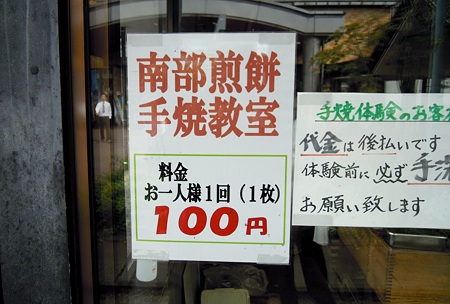 南部煎餅
手焼教室
料金
お一人様1回（1枚）
100円
手焼体験のお客
代金は後払いです
体験前に必ず手洗
お願い致します